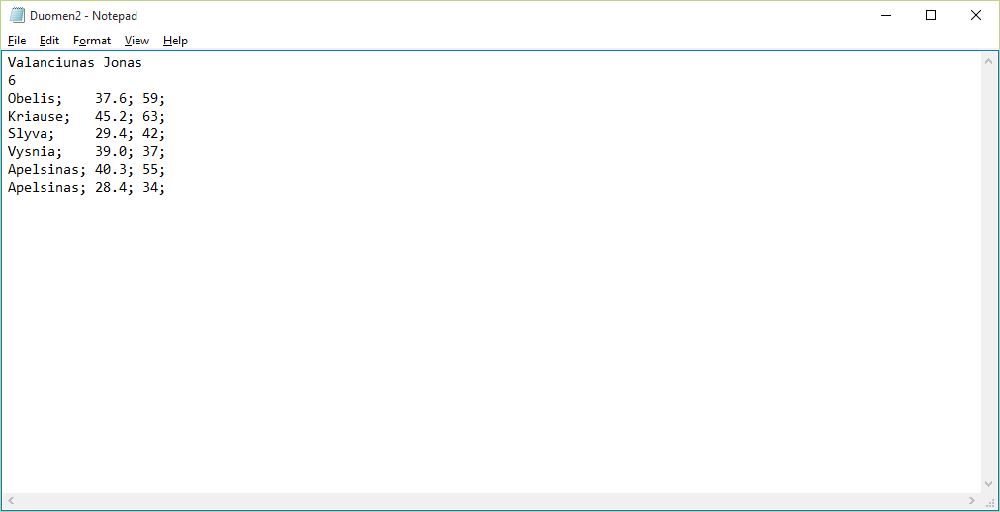 Duomen2 - Notepad
File Edit Format View Help
Valanciunas Jonas
6
Obelis;    37.6; 59;
Kriause;   45.2; 63;
Slyva;     29.4; 42;
Vysnia;    39.0; 37;
Apelsinas; 40.3; 55;
Apelsinas; 28.4; 34;